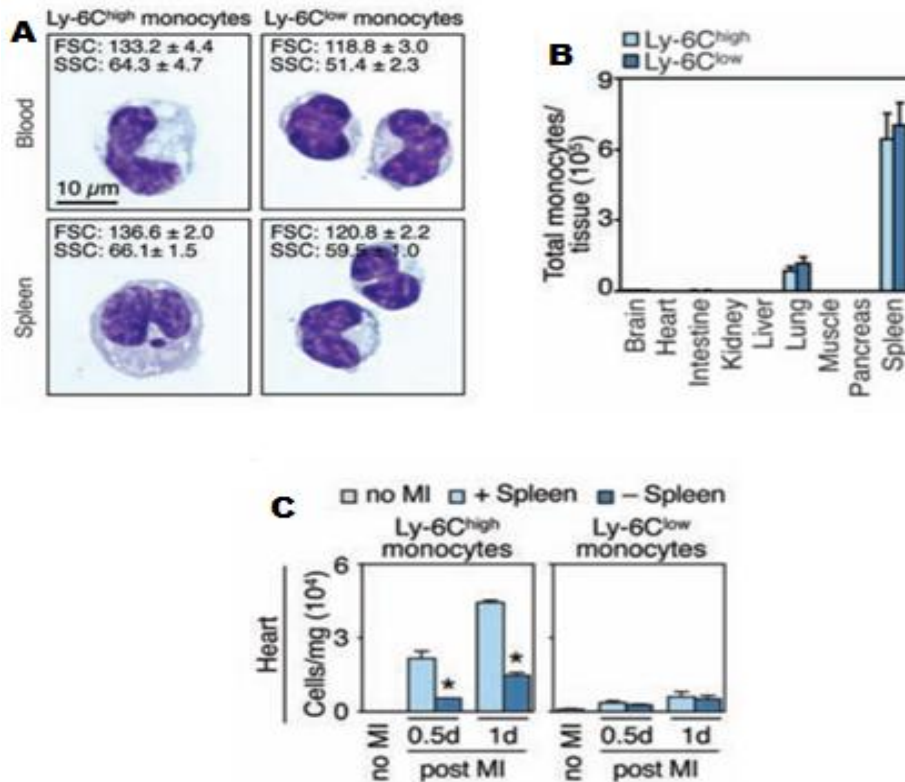 A
Ly-6Chigh monocytes
Ly-6Clow monocytes
Blood
FSC: 133.2 ± 4.4
SSC: 64.3 ± 4.7
10 µm
FSC: 118.8 ± 3.0
SSC: 51.4 ± 2.3
Spleen
FSC: 136.6 ± 2.0
SSC: 66.1± 1.5
FSC: 120.8 ± 2.2
SSC: 1.0
B
Ly-6Chigh
Ly-6Clow
Total monocytes/
tissue (10⁵)
9
6
3
0
Brain
Heart
Intestine
Kidney
Liver
Lung
Muscle
Pancreas
Spleen
C
no MI + Spleen − Spleen
Ly-6Chigh
monocytes
Ly-6Clow
monocytes
Heart
Cells/mg (10⁴)
6
3
0
* *
no MI 0.5d 1d
post MI
no MI 0.5d 1d
post MI